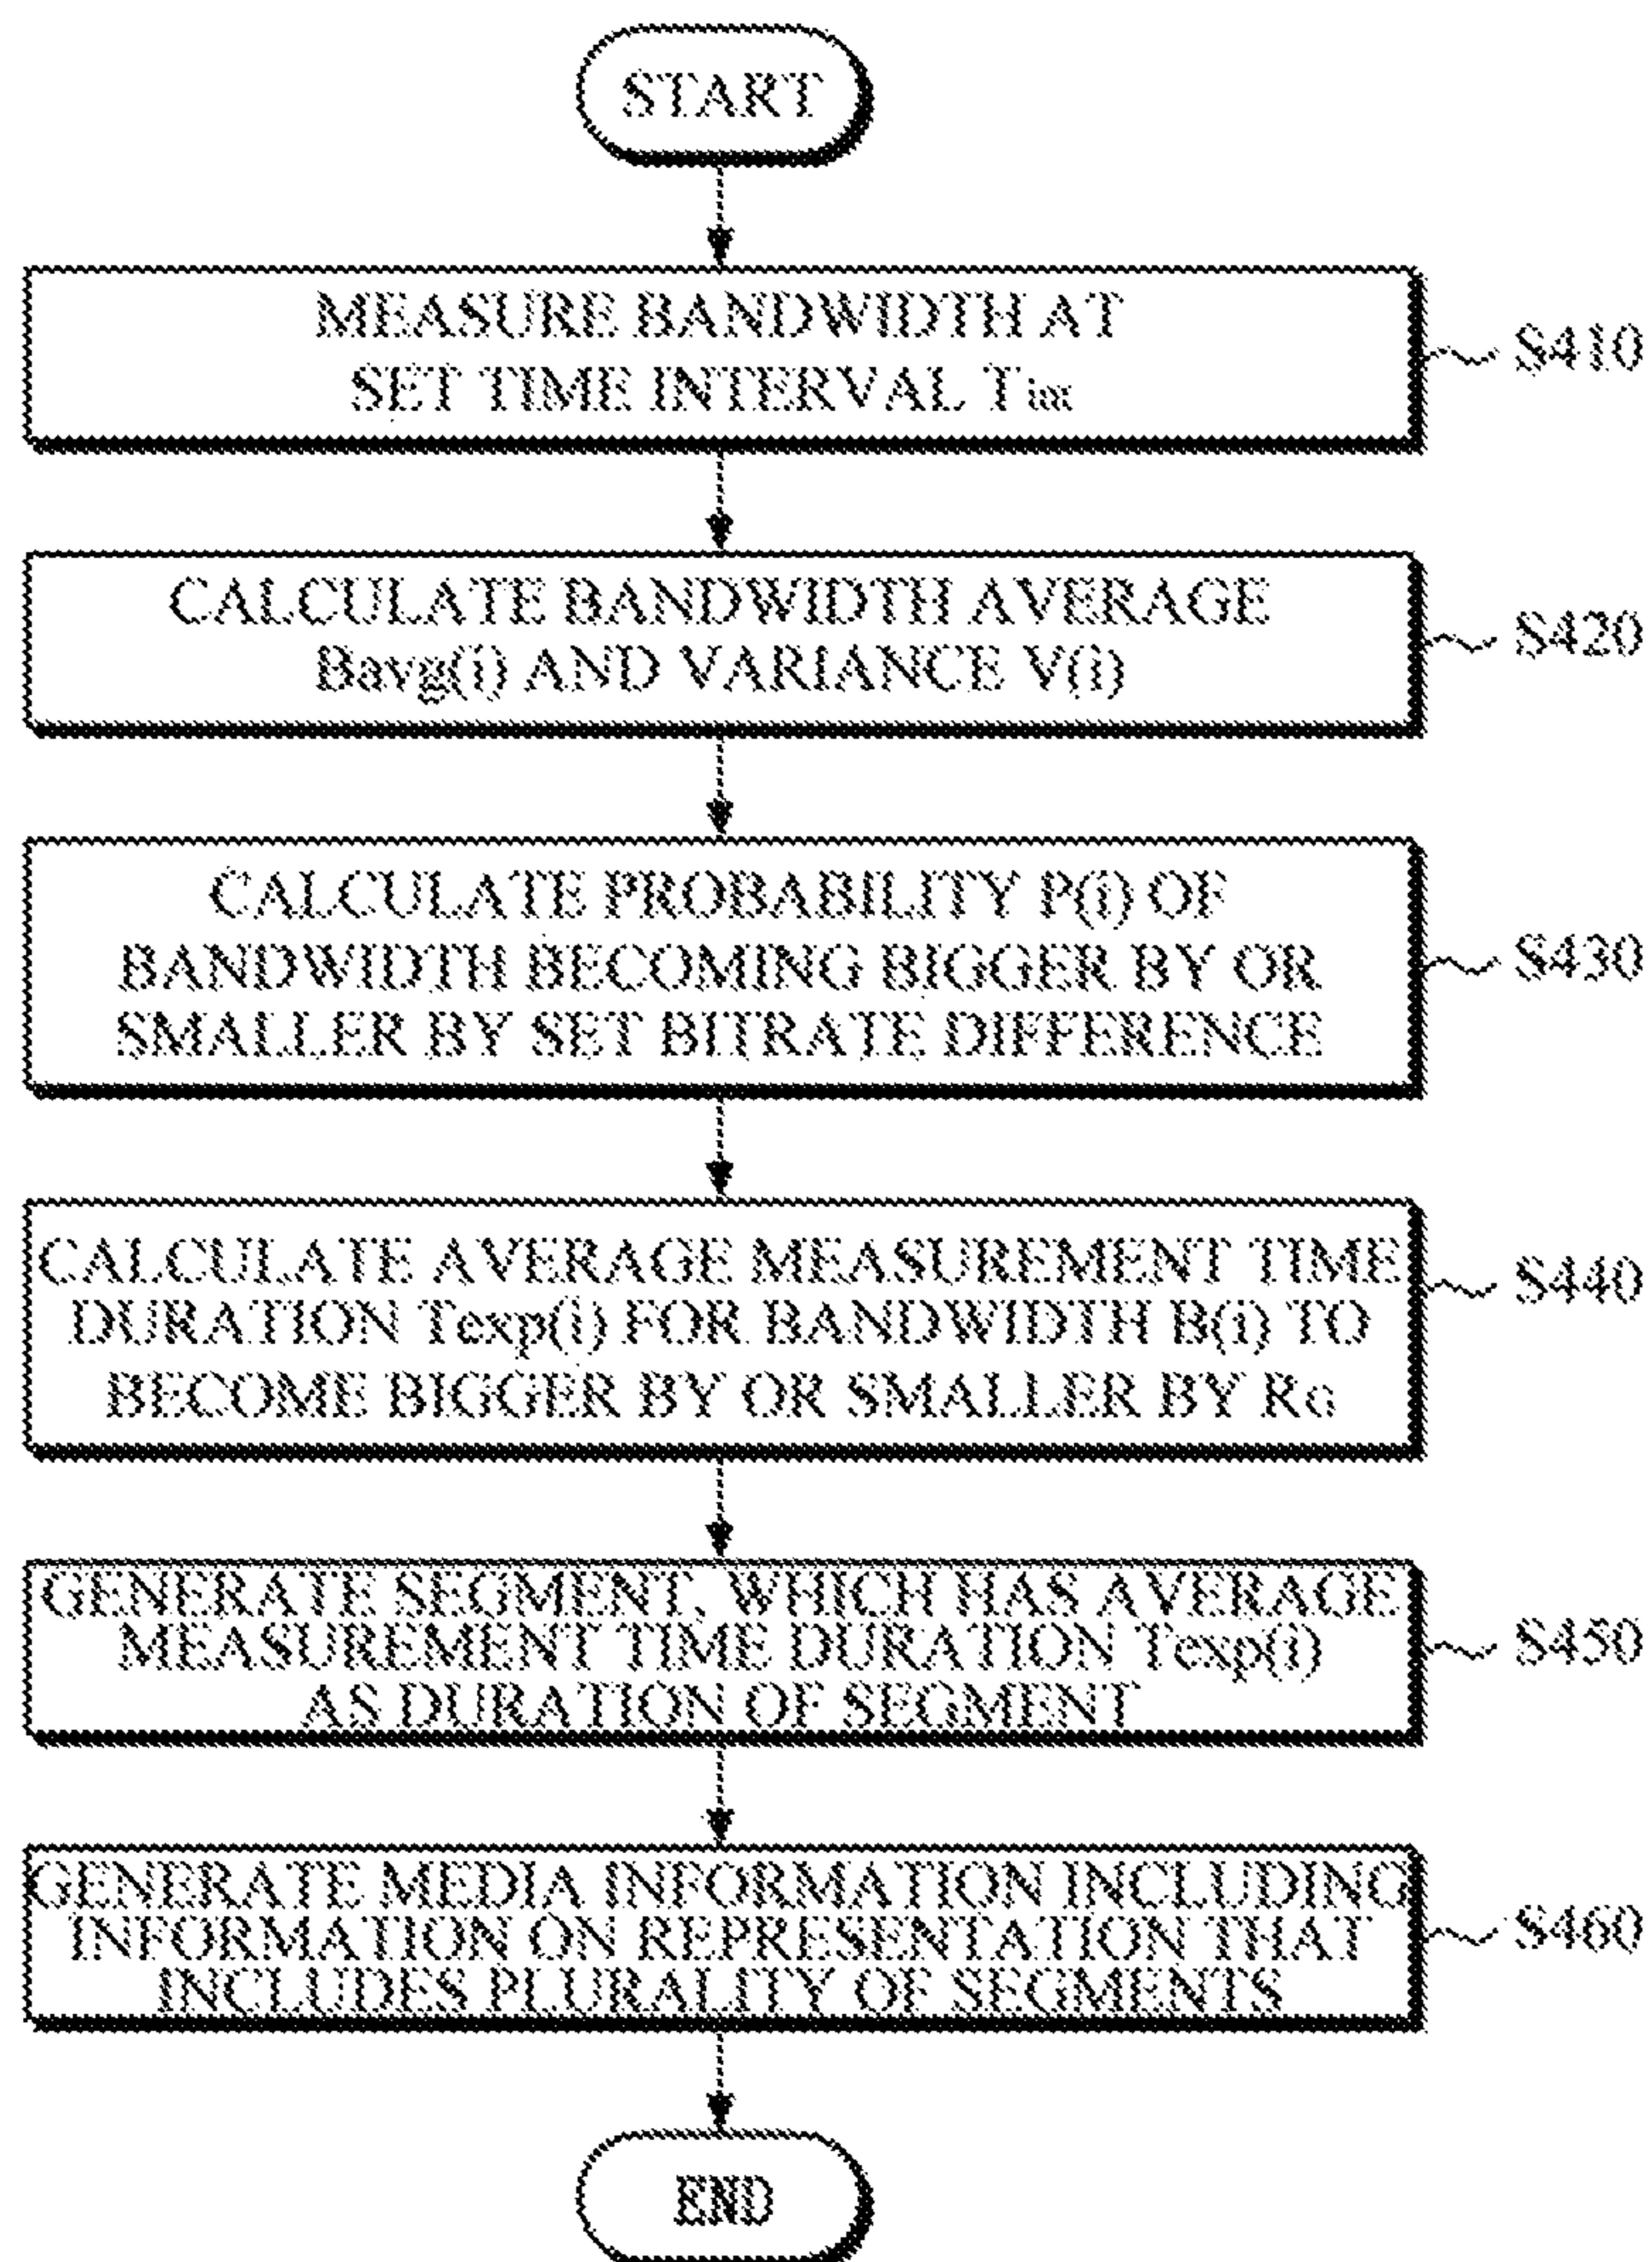 START
MEASURE BANDWIDTH AT
SET TIME INTERVAL Tint
S410
CALCULATE BANDWIDTH AVERAGE
Bavg(i) AND VARIANCE V(i)
S420
CALCULATE PROBABILITY P(i) OF
BANDWIDTH BECOMING BIGGER BY OR
SMALLER BY SET BITRATE DIFFERENCE
S430
CALCULATE AVERAGE MEASUREMENT TIME
DURATION Texp(i) FOR BANDWIDTH B(i) TO
BECOME BIGGER BY OR SMALLER BY RG
S440
GENERATE SEGMENT, WHICH HAS AVERAGE
MEASUREMENT TIME DURATION Texp(i)
AS DURATION OF SEGMENT
S450
GENERATE MEDIA INFORMATION INCLUDING
INFORMATION ON REPRESENTATION THAT
INCLUDES PLURALITY OF SEGMENTS
S460
END